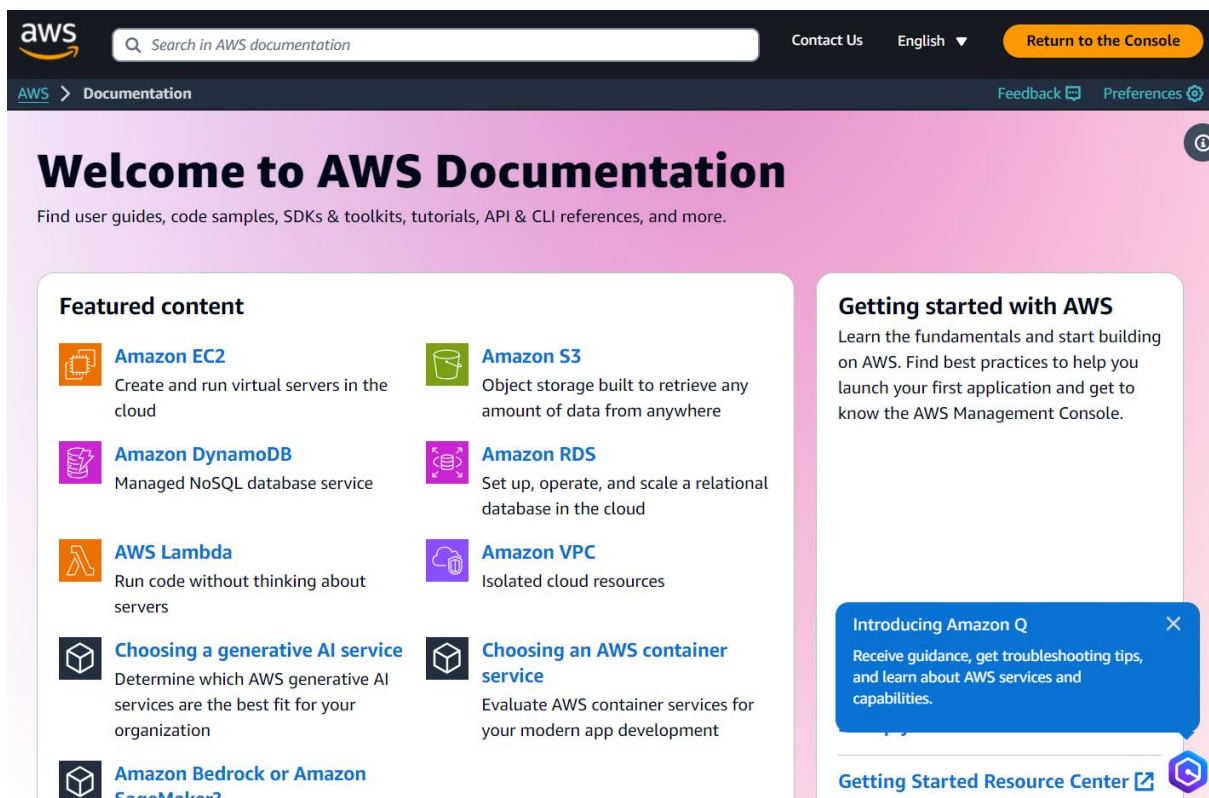 aws
Search in AWS documentation
Contact Us
English
Return to the Console
AWS
Documentation
Feedback
Preferences
Welcome to AWS Documentation
Find user guides, code samples, SDKs & toolkits, tutorials, API & CLI references, and more.
Featured content
Amazon EC2
Create and run virtual servers in the
cloud
Amazon S3
Object storage built to retrieve any
amount of data from anywhere
Amazon DynamoDB
Managed NoSQL database service
Amazon RDS
Set up, operate, and scale a relational
database in the cloud
AWS Lambda
Run code without thinking about
servers
Amazon VPC
Isolated cloud resources
Choosing a generative AI service
Determine which AWS generative AI
services are the best fit for your
organization
Choosing an AWS container
service
Evaluate AWS container services for
your modern app development
Amazon Bedrock or Amazon
SageMaker?
Getting started with AWS
Learn the fundamentals and start building
on AWS. Find best practices to help you
launch your first application and get to
know the AWS Management Console.
Introducing Amazon Q
Receive guidance, get troubleshooting tips,
and learn about AWS services and
capabilities.
Getting Started Resource Center